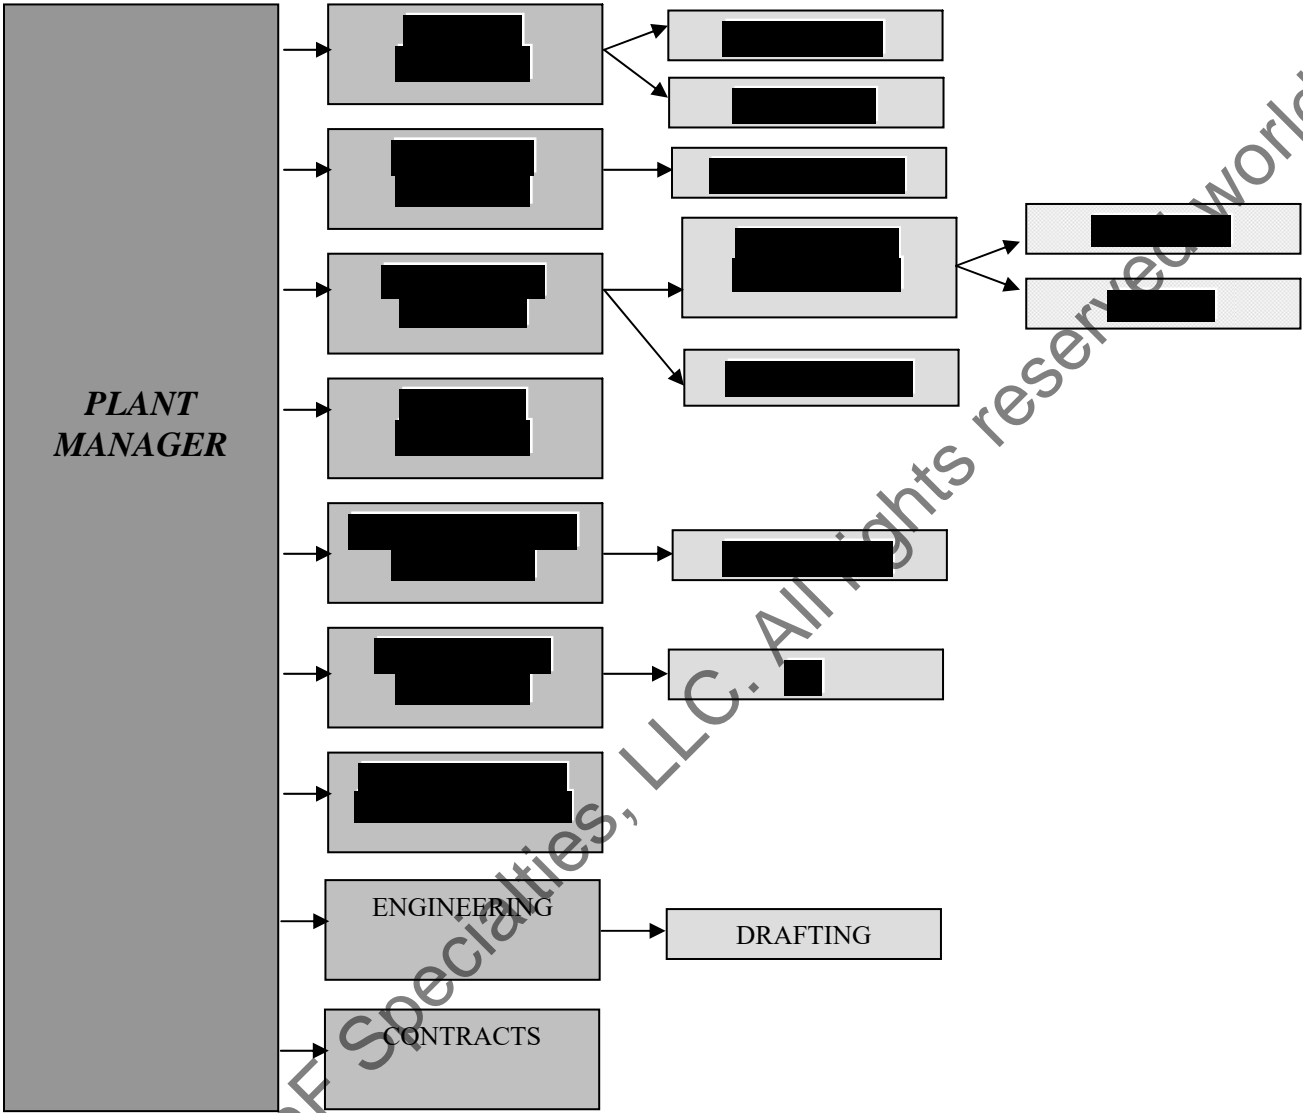 PLANT
MANAGER
ENGINEERING
DRAFTING
CONTRACTS
Specialties, LLC. All rights reserved